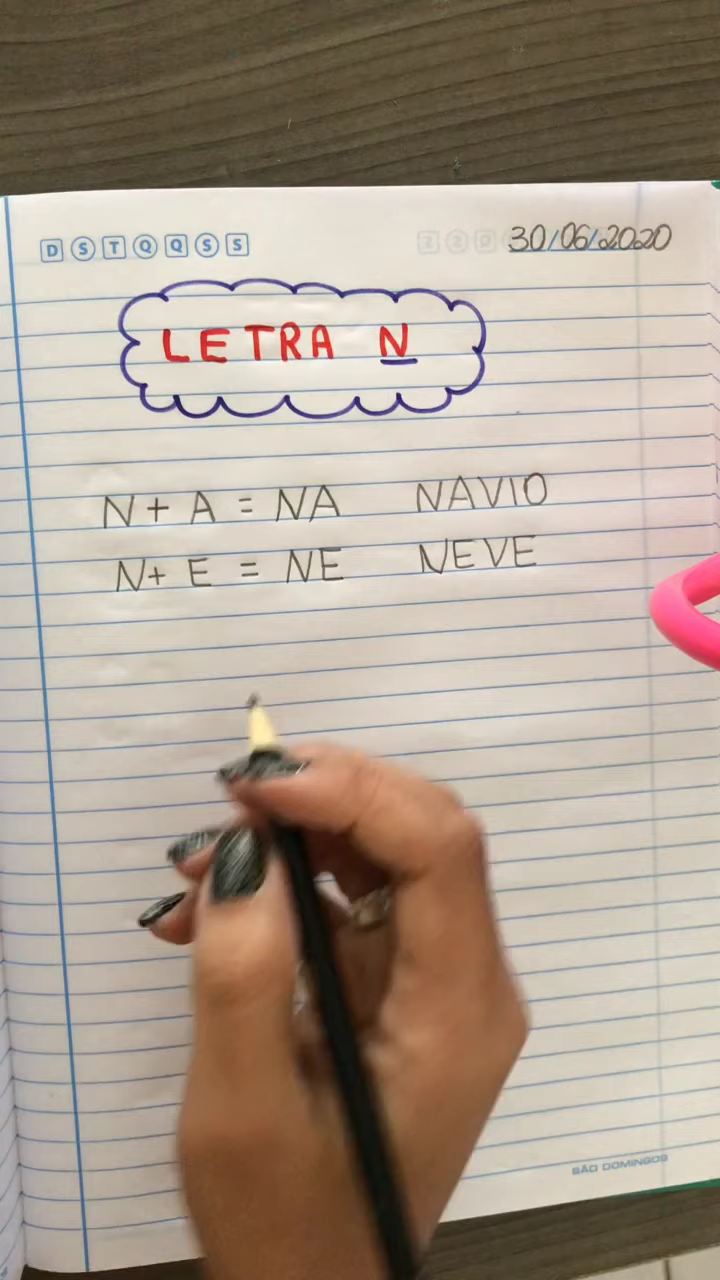 D S T Q Q S S 30/06/2020
LETRA N
N + A = NA NAVIO
N + E = NE NEVE
SÃO DOMINGOS